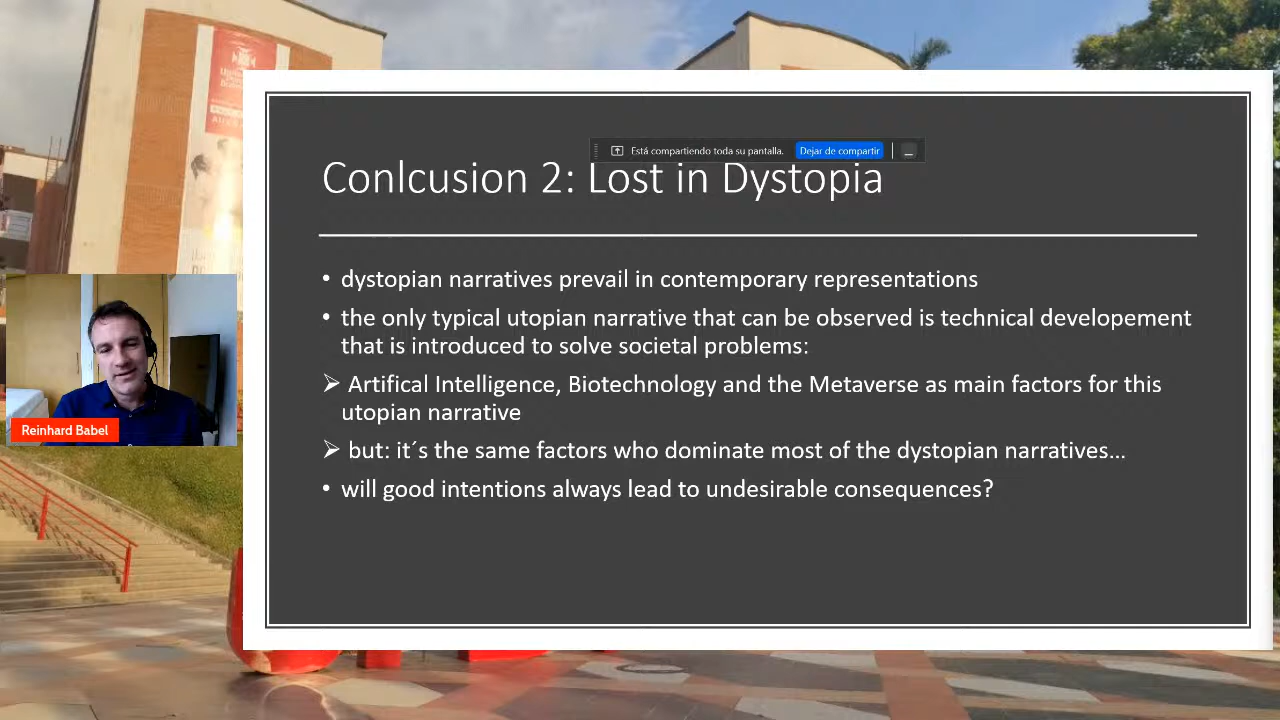 Está compartiendo toda su pantalla. Dejar de compartir
Conlcusion 2: Lost in Dystopia
• dystopian narratives prevail in contemporary representations
• the only typical utopian narrative that can be observed is technical developement
that is introduced to solve societal problems:
➢ Artifical Intelligence, Biotechnology and the Metaverse as main factors for this
utopian narrative
➢ but: it´s the same factors who dominate most of the dystopian narratives...
• will good intentions always lead to undesirable consequences?
Reinhard Babel